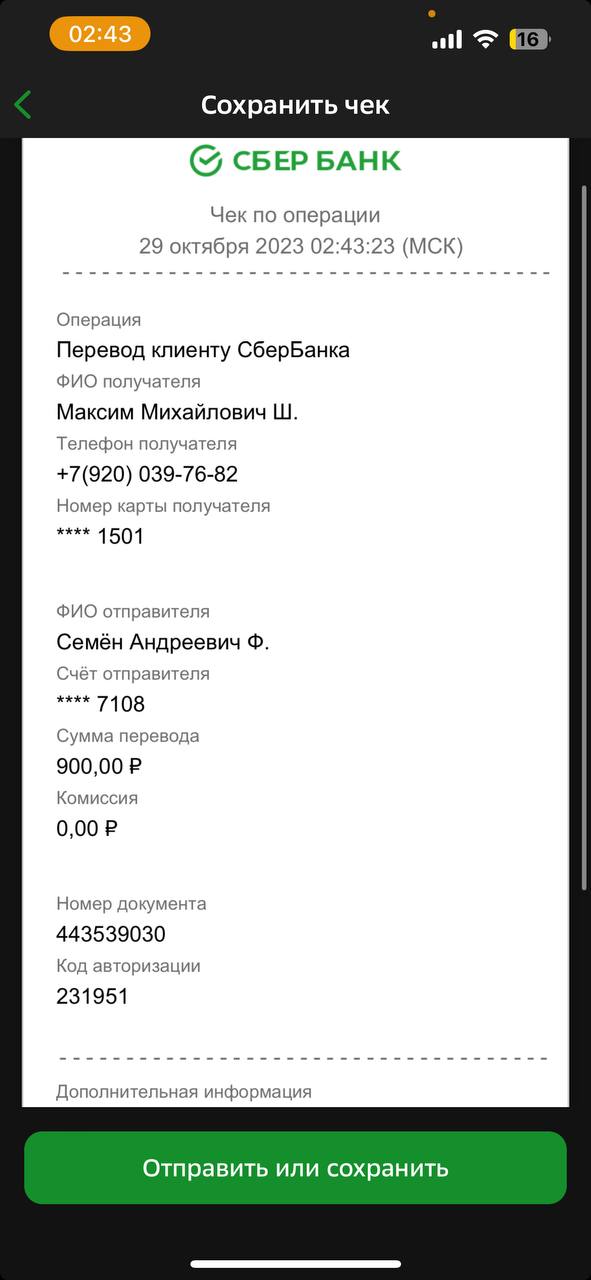 02:43
16
Сохранить чек
СБЕР БАНК
Чек по операции
29 октября 2023 02:43:23 (МСК)
Операция
Перевод клиенту СберБанка
ФИО получателя
Максим Михайлович Ш.
Телефон получателя
+7(920) 039-76-82
Номер карты получателя
**** 1501
ФИО отправителя
Семён Андреевич Ф.
Счёт отправителя
**** 7108
Сумма перевода
900,00 ₽
Комиссия
0,00 ₽
Номер документа
443539030
Код авторизации
231951
Дополнительная информация
Отправить или сохранить